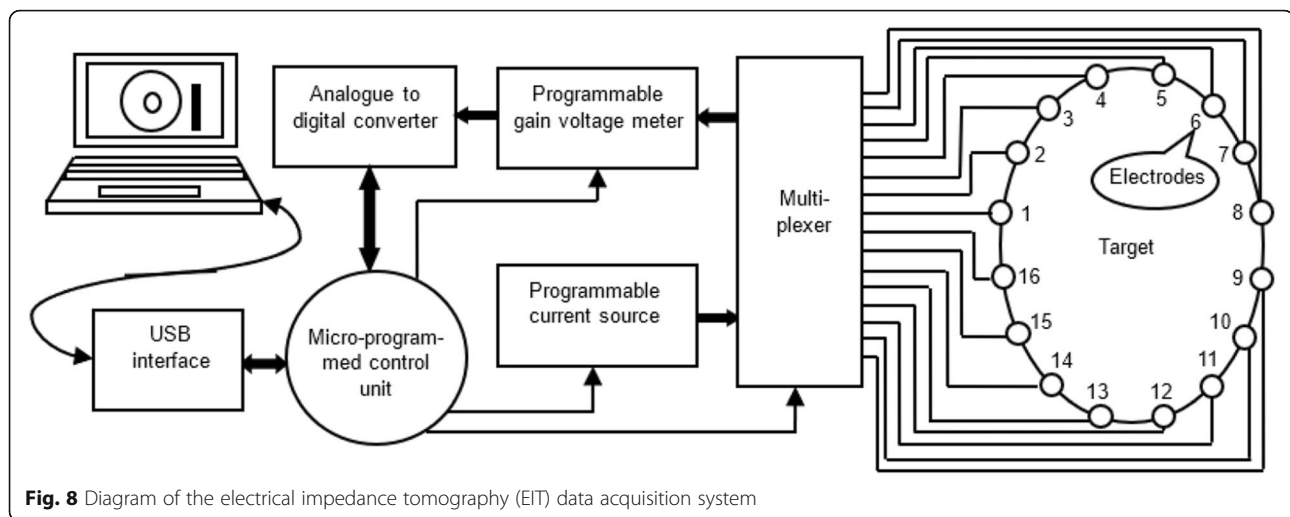 Analogue to
digital converter
Programmable
gain voltage meter
Multi-
plexer
Programmable
current source
USB
interface
Micro-program-
med control
unit
4
5
3
6
2
7
Electrodes
1
8
Target
16
9
15
10
14
11
13
12
Fig. 8 Diagram of the electrical impedance tomography (EIT) data acquisition system